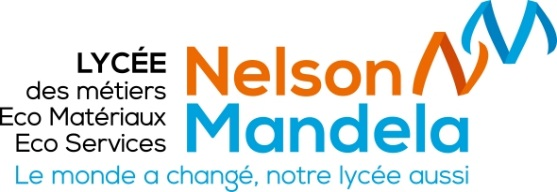 LYCÉE
des métiers
Eco Matériaux
Eco Services
Nelson
Mandela
Le monde a changé, notre lycée aussi